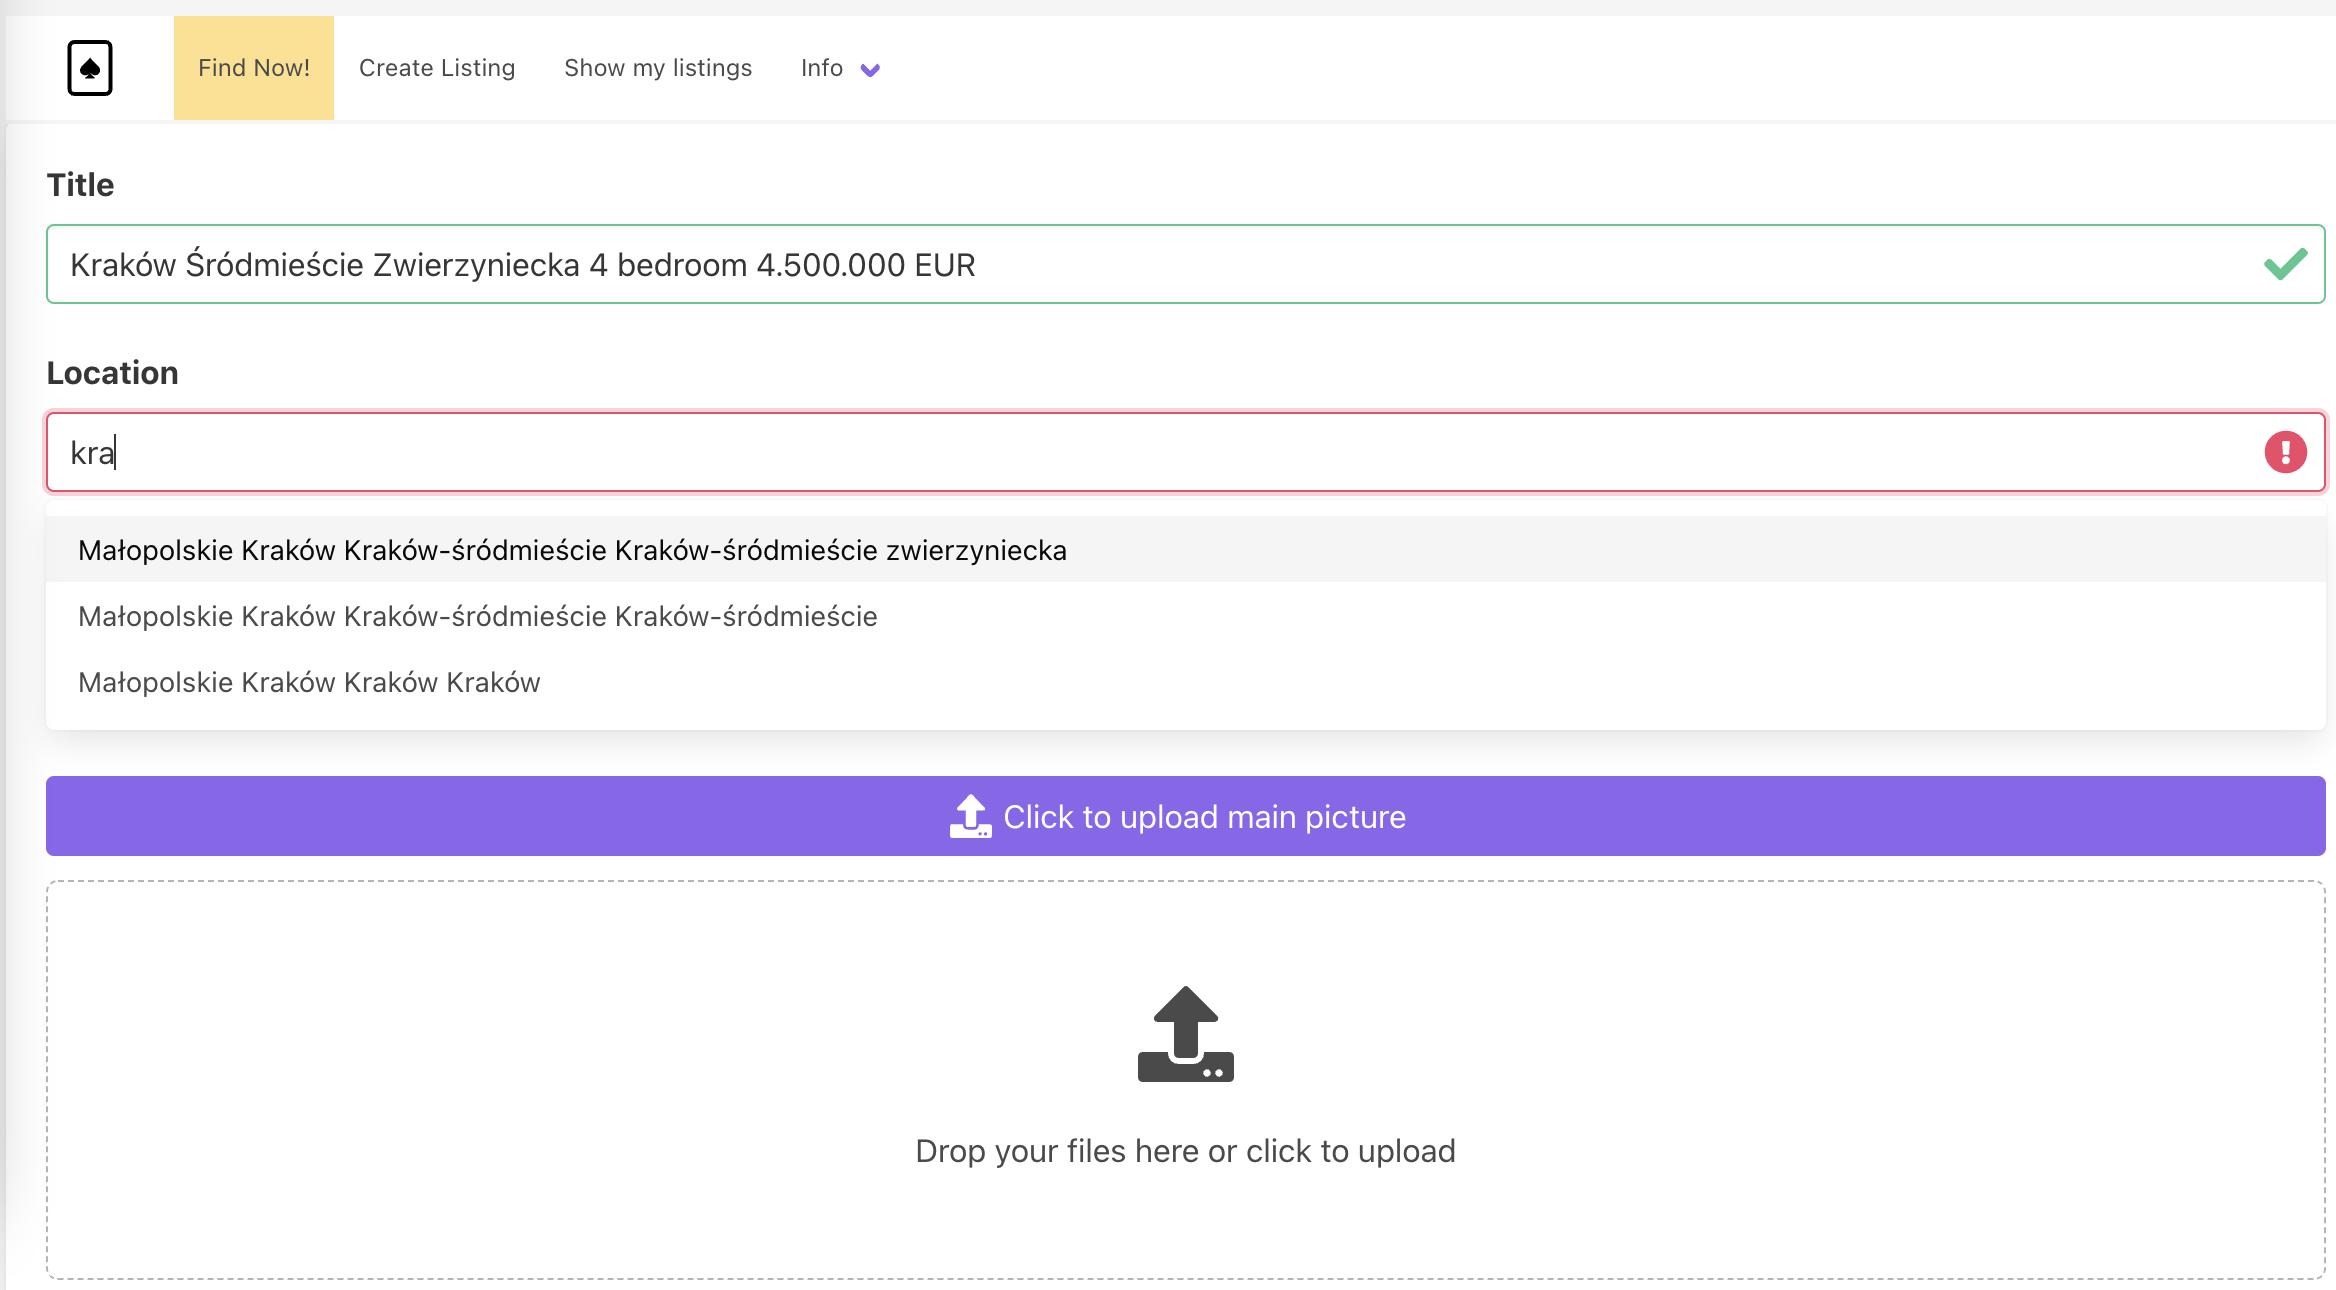 Find Now! Create Listing Show my listings Info
Title
Kraków Śródmieście Zwierzyniecka 4 bedroom 4.500.000 EUR
Location
kra
Małopolskie Kraków Kraków-śródmieście Kraków-śródmieście zwierzyniecka
Małopolskie Kraków Kraków-śródmieście Kraków-śródmieście
Małopolskie Kraków Kraków Kraków
Click to upload main picture
Drop your files here or click to upload